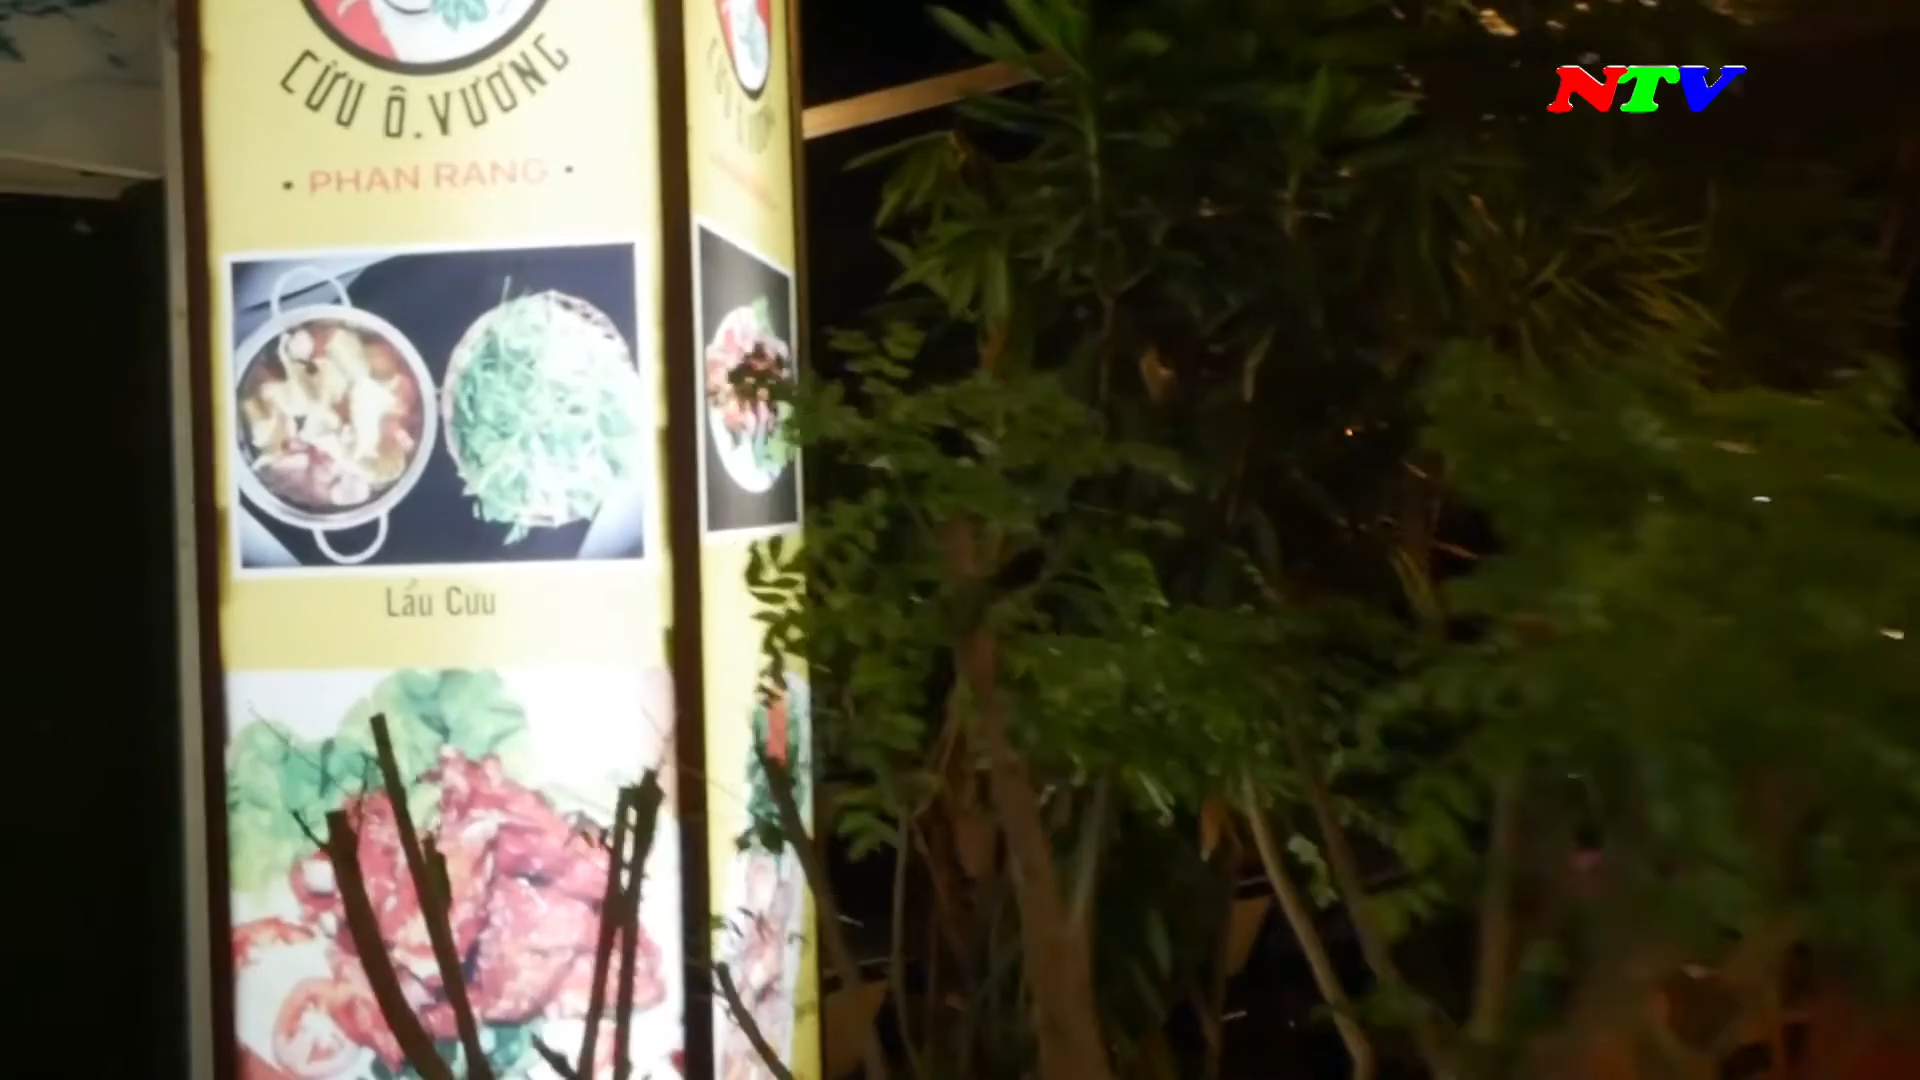 NTV
CỪU Ô.VƯƠNG
• PHAN RANG •
Lẩu Cừu